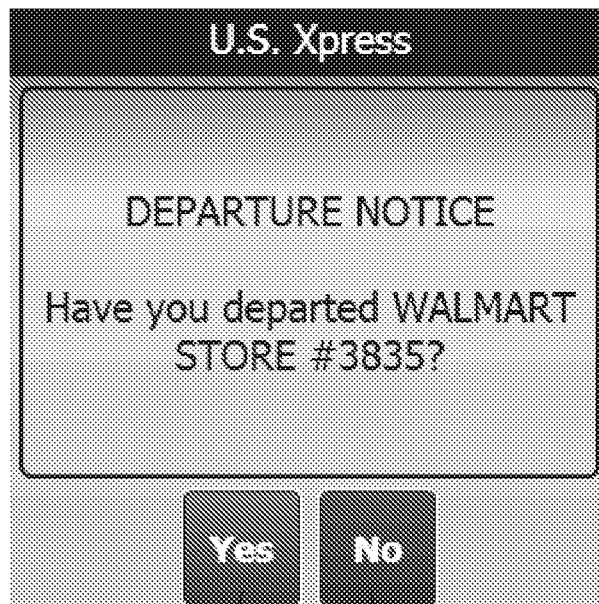 U.S. Xpress
DEPARTURE NOTICE
Have you departed WALMART
STORE #3835?
Yes No